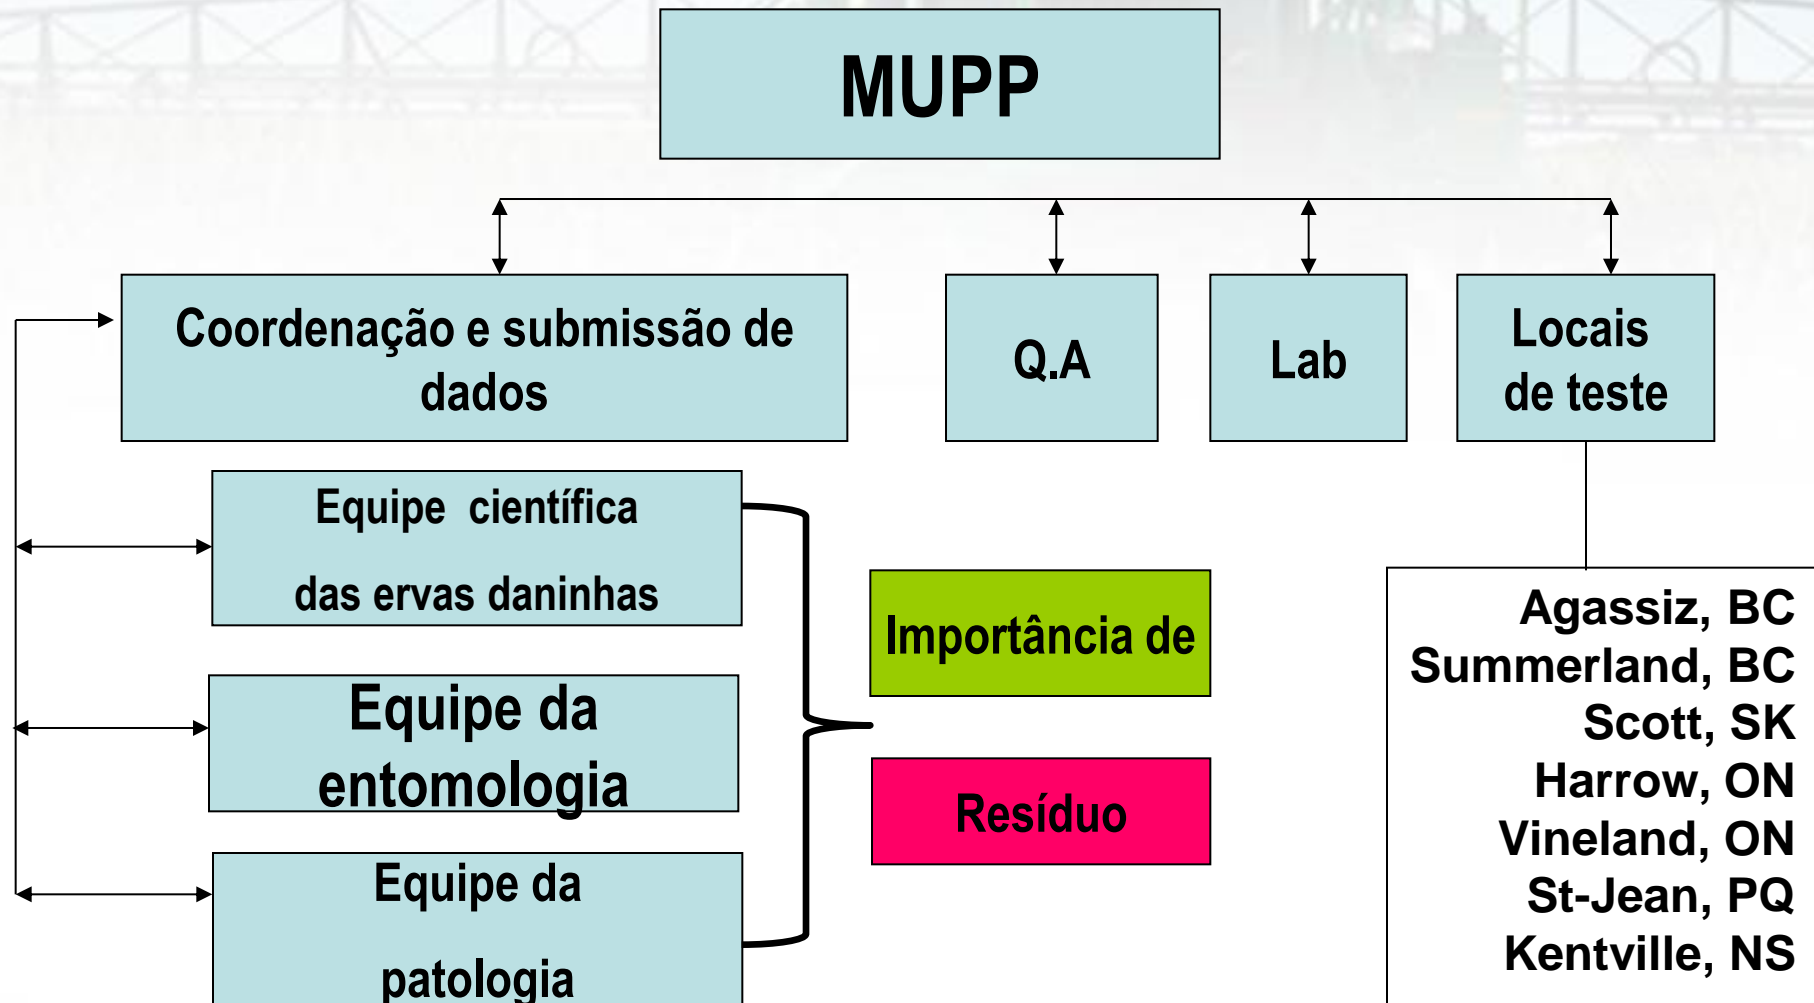 MUPP
Coordenação e submissão de
dados
Q.A
Lab
Locais
de teste
Equipe científica
das ervas daninhas
Equipe da
entomologia
Equipe da
patologia
Importância de
Resíduo
Agassiz, BC
Summerland, BC
Scott, SK
Harrow, ON
Vineland, ON
St-Jean, PQ
Kentville, NS